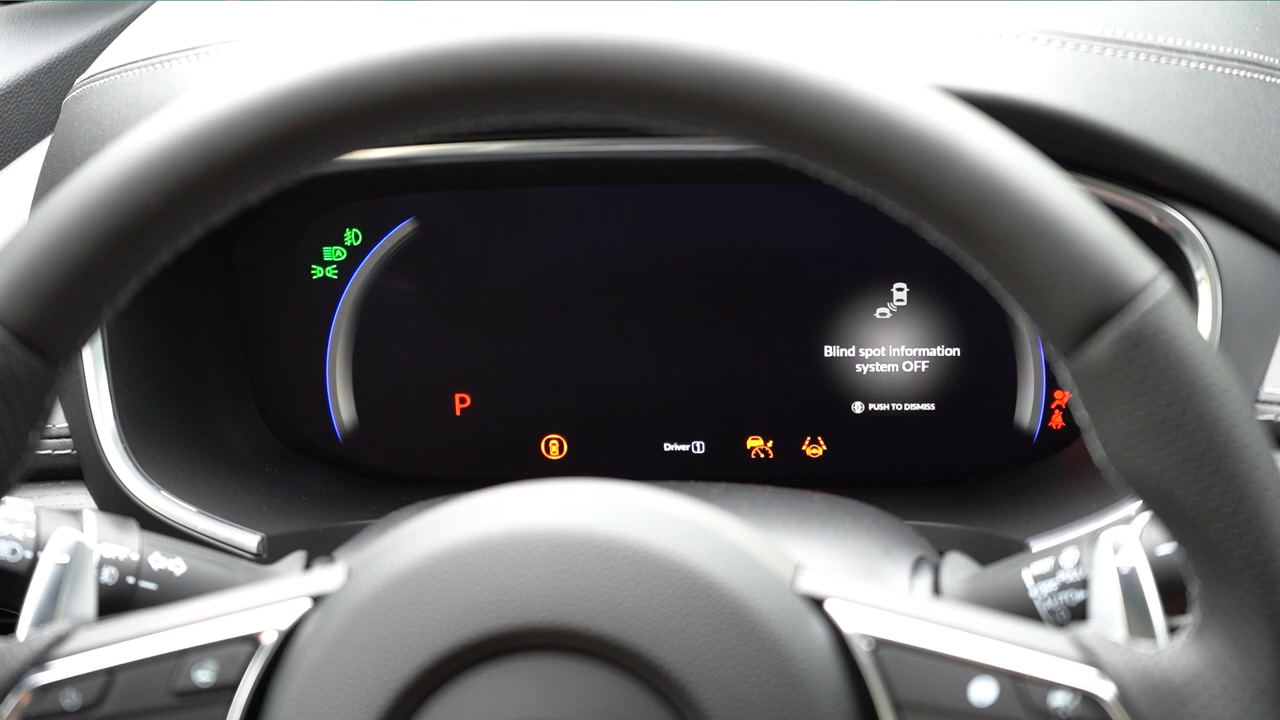 Blind spot information
system OFF
PUSH TO DISMISS
P
Driver 1